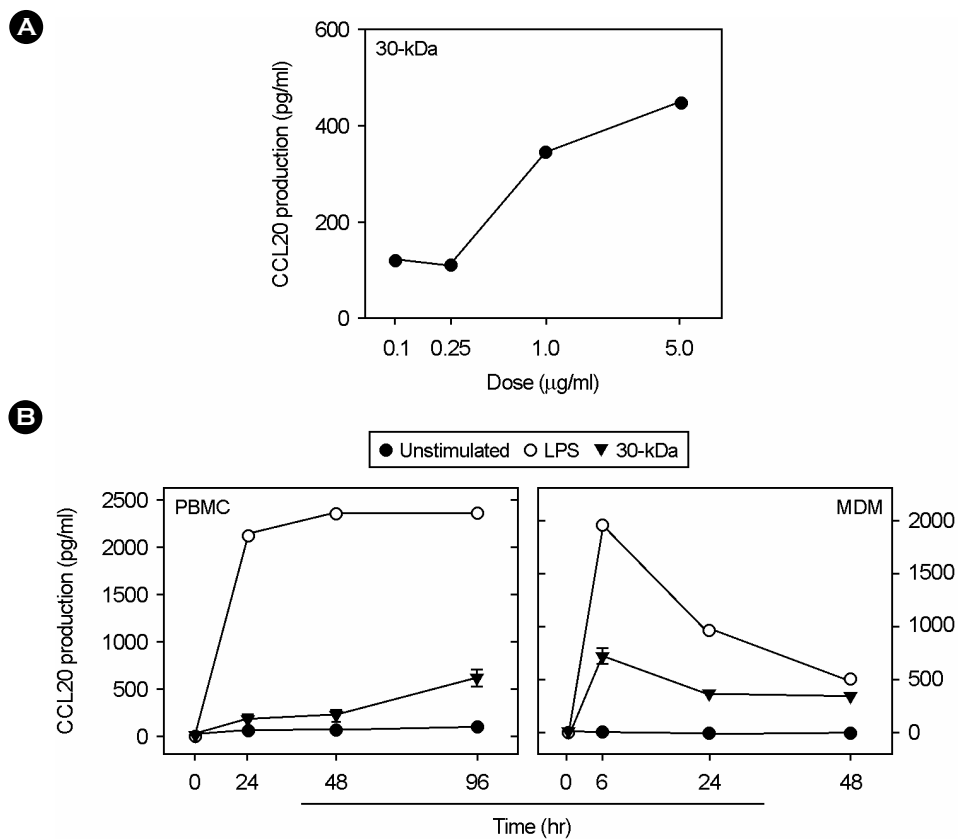 A
600
30-kDa
400
200
0
CCL20 production (pg/ml)
0.1 0.25 1.0 5.0
Dose (μg/ml)
B
Unstimulated LPS 30-kDa
PBMC
2500
2000
1500
1000
500
0
CCL20 production (pg/ml)
0 24 48 96
MDM
2000
1500
1000
500
0
0 6 24 48
Time (hr)